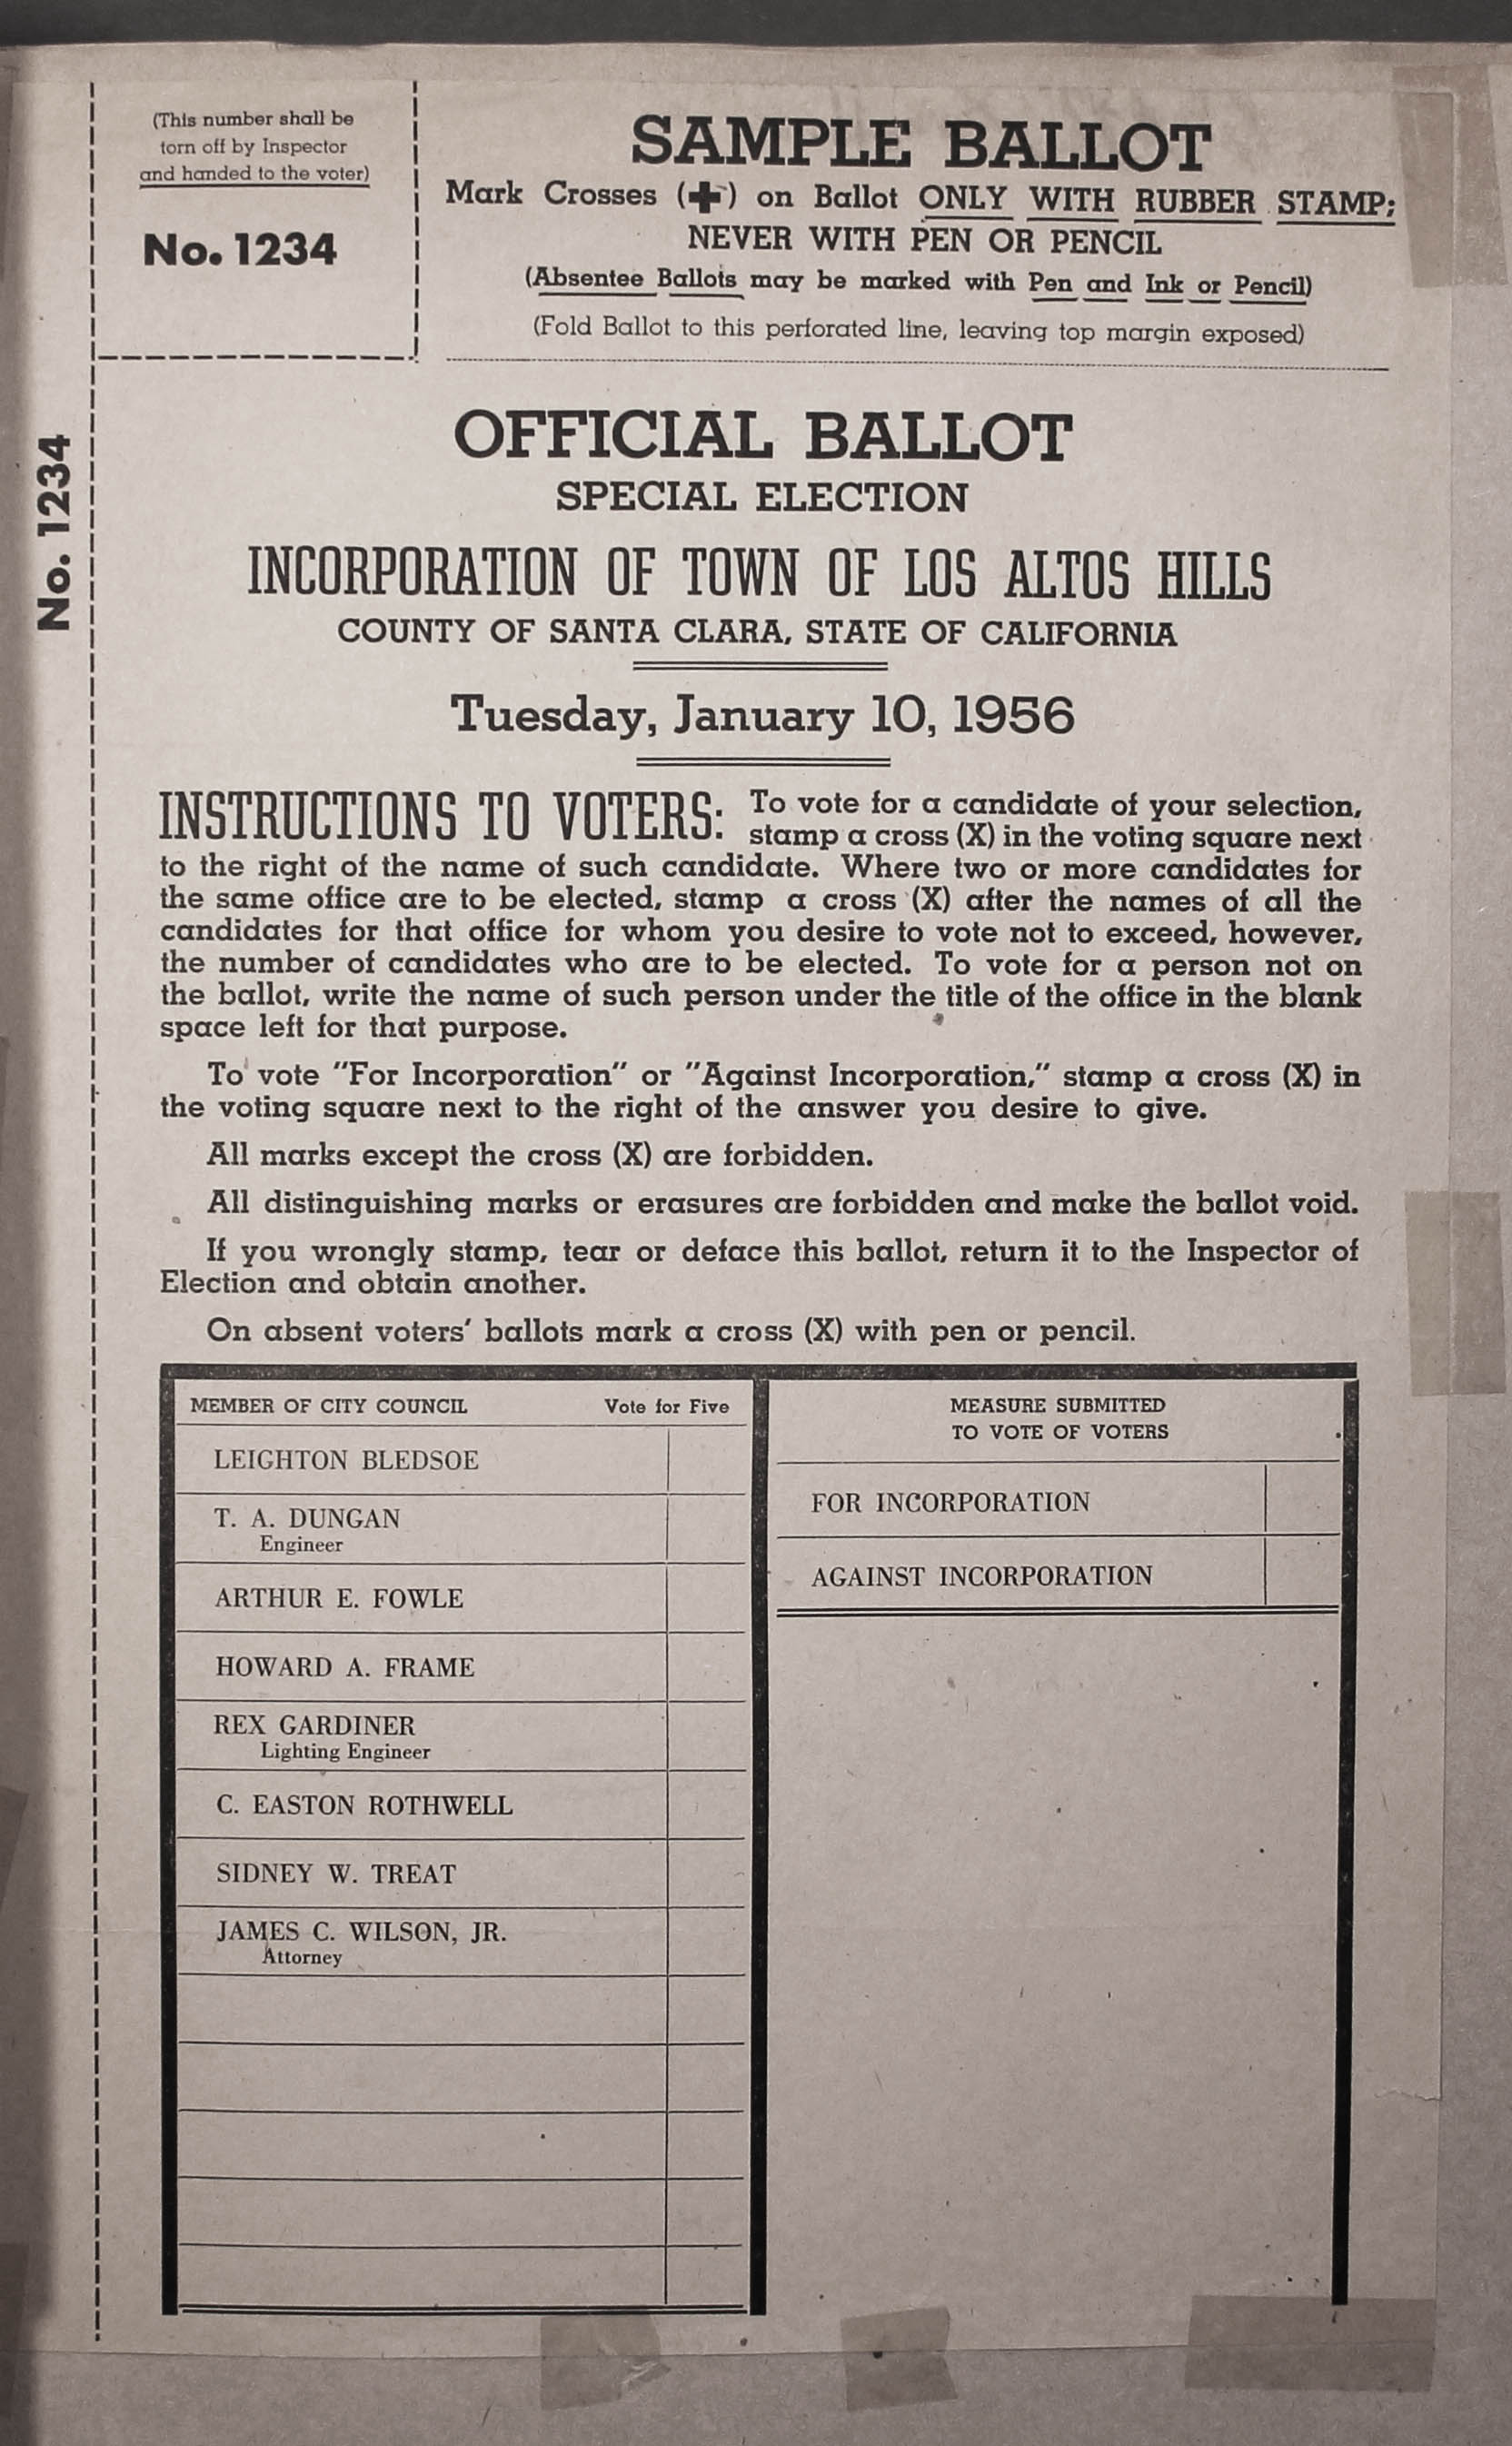 (This number shall be
torn off by Inspector
and handed to the voter)
No. 1234
SAMPLE BALLOT
Mark Crosses (+) on Ballot ONLY WITH RUBBER STAMP;
NEVER WITH PEN OR PENCIL
(Absentee Ballots may be marked with Pen and Ink or Pencil)
(Fold Ballot to this perforated line, leaving top margin exposed)
No. 1234
OFFICIAL BALLOT
SPECIAL ELECTION
INCORPORATION OF TOWN OF LOS ALTOS HILLS
COUNTY OF SANTA CLARA, STATE OF CALIFORNIA
Tuesday, January 10, 1956
INSTRUCTIONS TO VOTERS: To vote for a candidate of your selection,
stamp a cross (X) in the voting square next
to the right of the name of such candidate. Where two or more candidates for
the same office are to be elected, stamp a cross (X) after the names of all the
candidates for that office for whom you desire to vote not to exceed, however,
the number of candidates who are to be elected. To vote for a person not on
the ballot, write the name of such person under the title of the office in the blank
space left for that purpose.
To vote "For Incorporation" or "Against Incorporation," stamp a cross (X) in
the voting square next to the right of the answer you desire to give.
All marks except the cross (X) are forbidden.
All distinguishing marks or erasures are forbidden and make the ballot void.
If you wrongly stamp, tear or deface this ballot, return it to the Inspector of
Election and obtain another.
On absent voters' ballots mark a cross (X) with pen or pencil.
MEMBER OF CITY COUNCIL Vote for Five
LEIGHTON BLEDSOE
T. A. DUNGAN
Engineer
ARTHUR E. FOWLE
HOWARD A. FRAME
REX GARDINER
Lighting Engineer
C. EASTON ROTHWELL
SIDNEY W. TREAT
JAMES C. WILSON, JR.
Attorney
MEASURE SUBMITTED
TO VOTE OF VOTERS
FOR INCORPORATION
AGAINST INCORPORATION